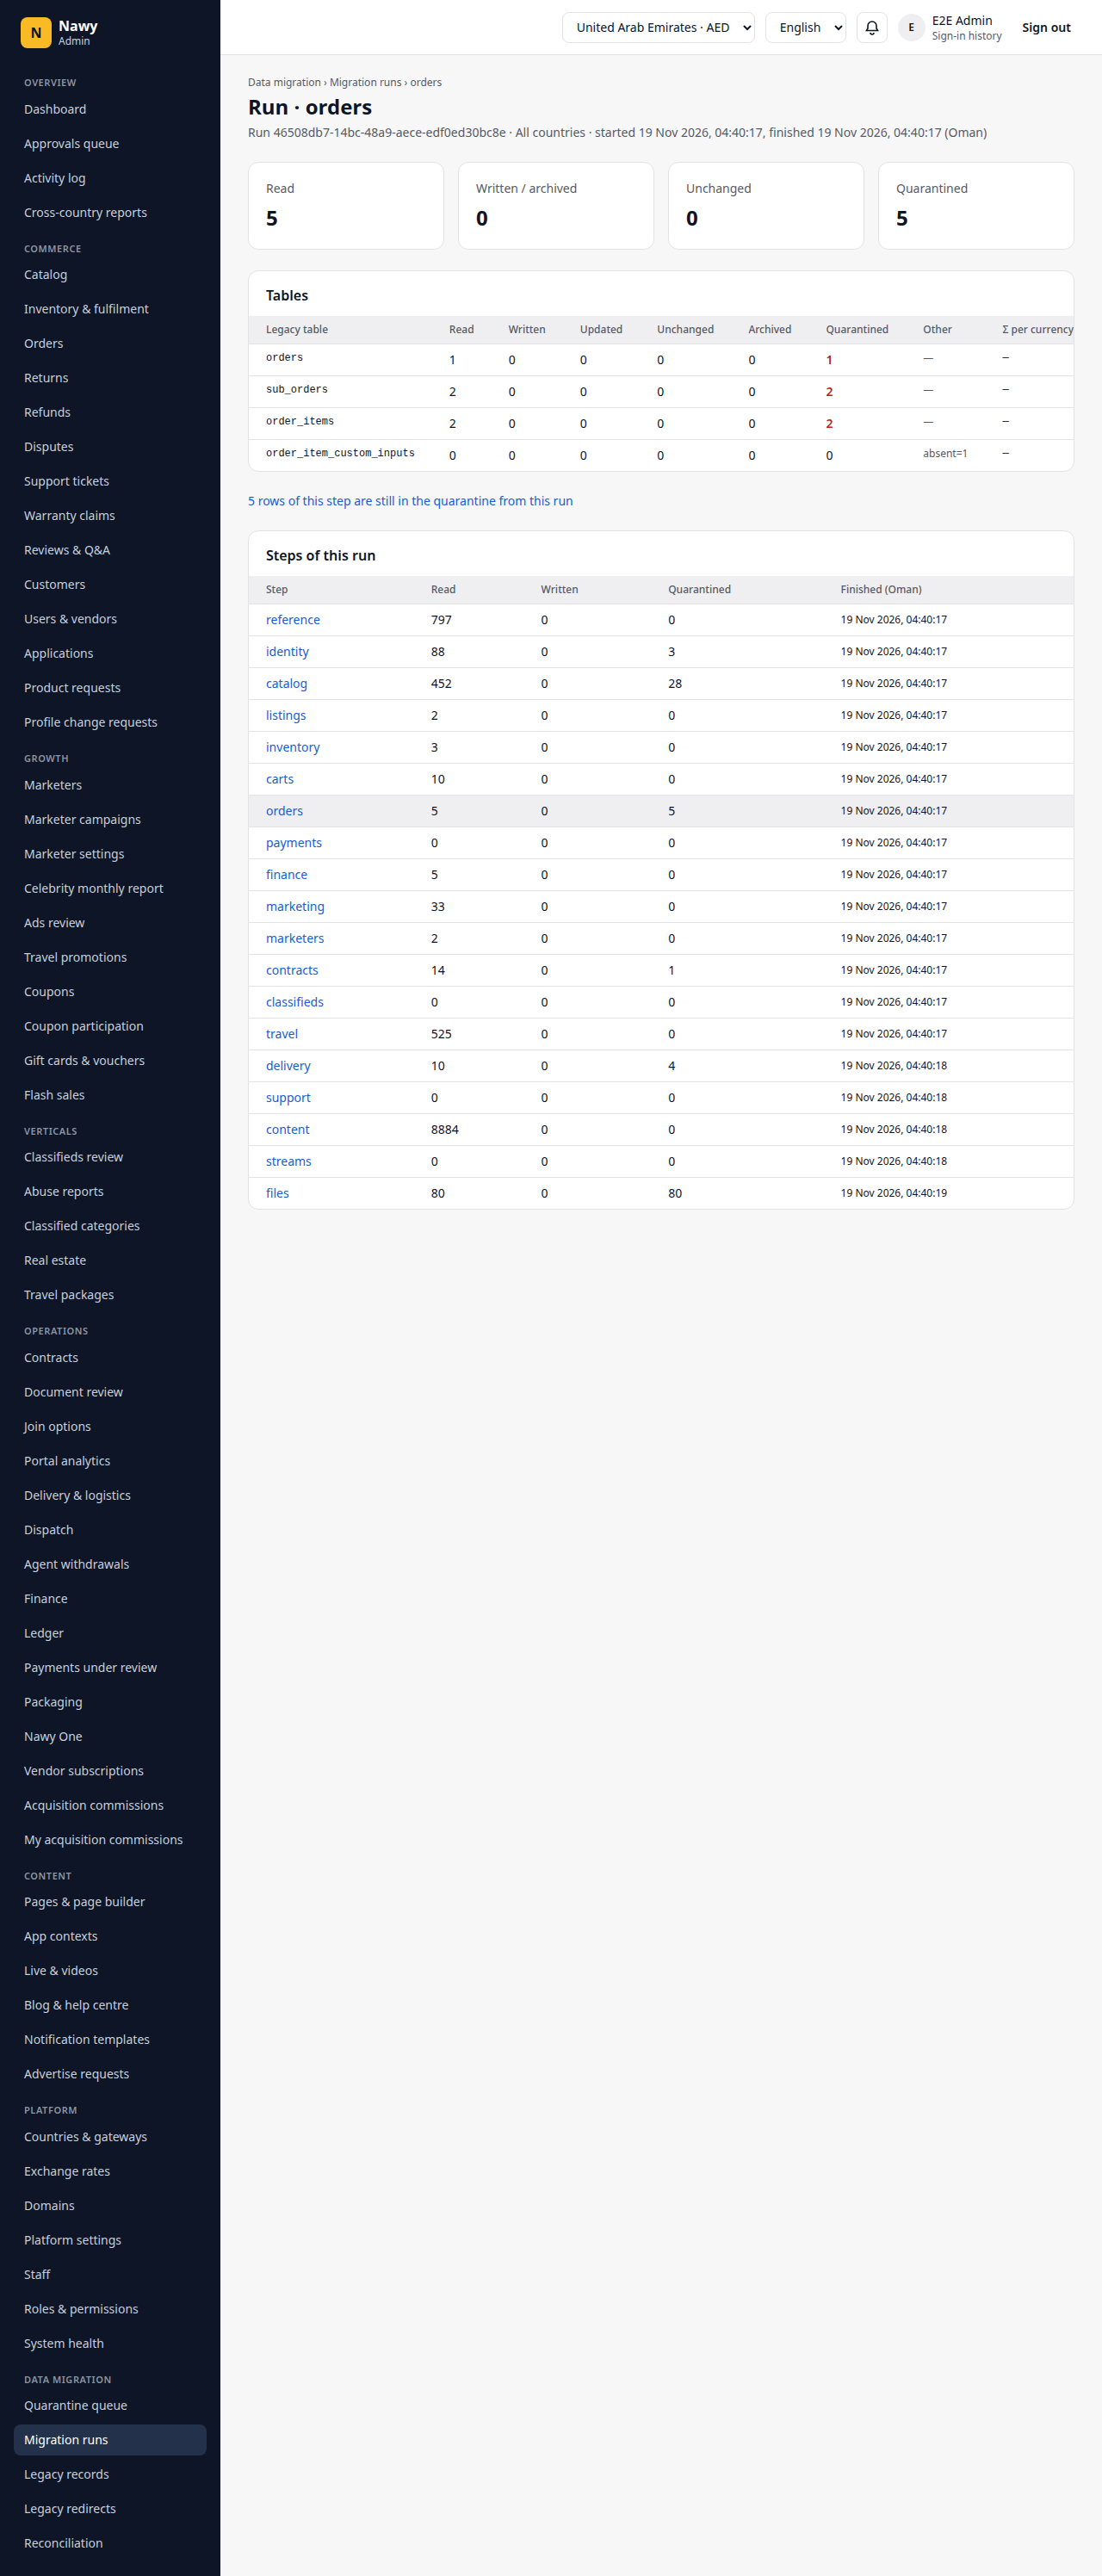 N
Nawy
Admin
OVERVIEW
Dashboard
Approvals queue
Activity log
Cross-country reports
COMMERCE
Catalog
Inventory & fulfilment
Orders
Returns
Refunds
Disputes
Support tickets
Warranty claims
Reviews & Q&A
Customers
Users & vendors
Applications
Product requests
Profile change requests
GROWTH
Marketers
Marketer campaigns
Marketer settings
Celebrity monthly report
Ads review
Travel promotions
Coupons
Coupon participation
Gift cards & vouchers
Flash sales
VERTICALS
Classifieds review
Abuse reports
Classified categories
Real estate
Travel packages
OPERATIONS
Contracts
Document review
Join options
Portal analytics
Delivery & logistics
Dispatch
Agent withdrawals
Finance
Ledger
Payments under review
Packaging
Nawy One
Vendor subscriptions
Acquisition commissions
My acquisition commissions
CONTENT
Pages & page builder
App contexts
Live & videos
Blog & help centre
Notification templates
Advertise requests
PLATFORM
Countries & gateways
Exchange rates
Domains
Platform settings
Staff
Roles & permissions
System health
DATA MIGRATION
Quarantine queue
Migration runs
Legacy records
Legacy redirects
Reconciliation
United Arab Emirates · AED
English
E
E2E Admin
Sign-in history
Sign out
Data migration › Migration runs › orders
Run · orders
Run 46508db7-14bc-48a9-aece-edf0ed30bc8e · All countries · started 19 Nov 2026, 04:40:17, finished 19 Nov 2026, 04:40:17 (Oman)
Read
5
Written / archived
0
Unchanged
0
Quarantined
5
Tables
Legacy table Read Written Updated Unchanged Archived Quarantined Other Σ per currency
orders 1 0 0 0 0 1 — —
sub_orders 2 0 0 0 0 2 — —
order_items 2 0 0 0 0 2 — —
order_item_custom_inputs 0 0 0 0 0 0 absent=1 —
5 rows of this step are still in the quarantine from this run
Steps of this run
Step Read Written Quarantined Finished (Oman)
reference 797 0 0 19 Nov 2026, 04:40:17
identity 88 0 3 19 Nov 2026, 04:40:17
catalog 452 0 28 19 Nov 2026, 04:40:17
listings 2 0 0 19 Nov 2026, 04:40:17
inventory 3 0 0 19 Nov 2026, 04:40:17
carts 10 0 0 19 Nov 2026, 04:40:17
orders 5 0 5 19 Nov 2026, 04:40:17
payments 0 0 0 19 Nov 2026, 04:40:17
finance 5 0 0 19 Nov 2026, 04:40:17
marketing 33 0 0 19 Nov 2026, 04:40:17
marketers 2 0 0 19 Nov 2026, 04:40:17
contracts 14 0 1 19 Nov 2026, 04:40:17
classifieds 0 0 0 19 Nov 2026, 04:40:17
travel 525 0 0 19 Nov 2026, 04:40:17
delivery 10 0 4 19 Nov 2026, 04:40:18
support 0 0 0 19 Nov 2026, 04:40:18
content 8884 0 0 19 Nov 2026, 04:40:18
streams 0 0 0 19 Nov 2026, 04:40:18
files 80 0 80 19 Nov 2026, 04:40:19